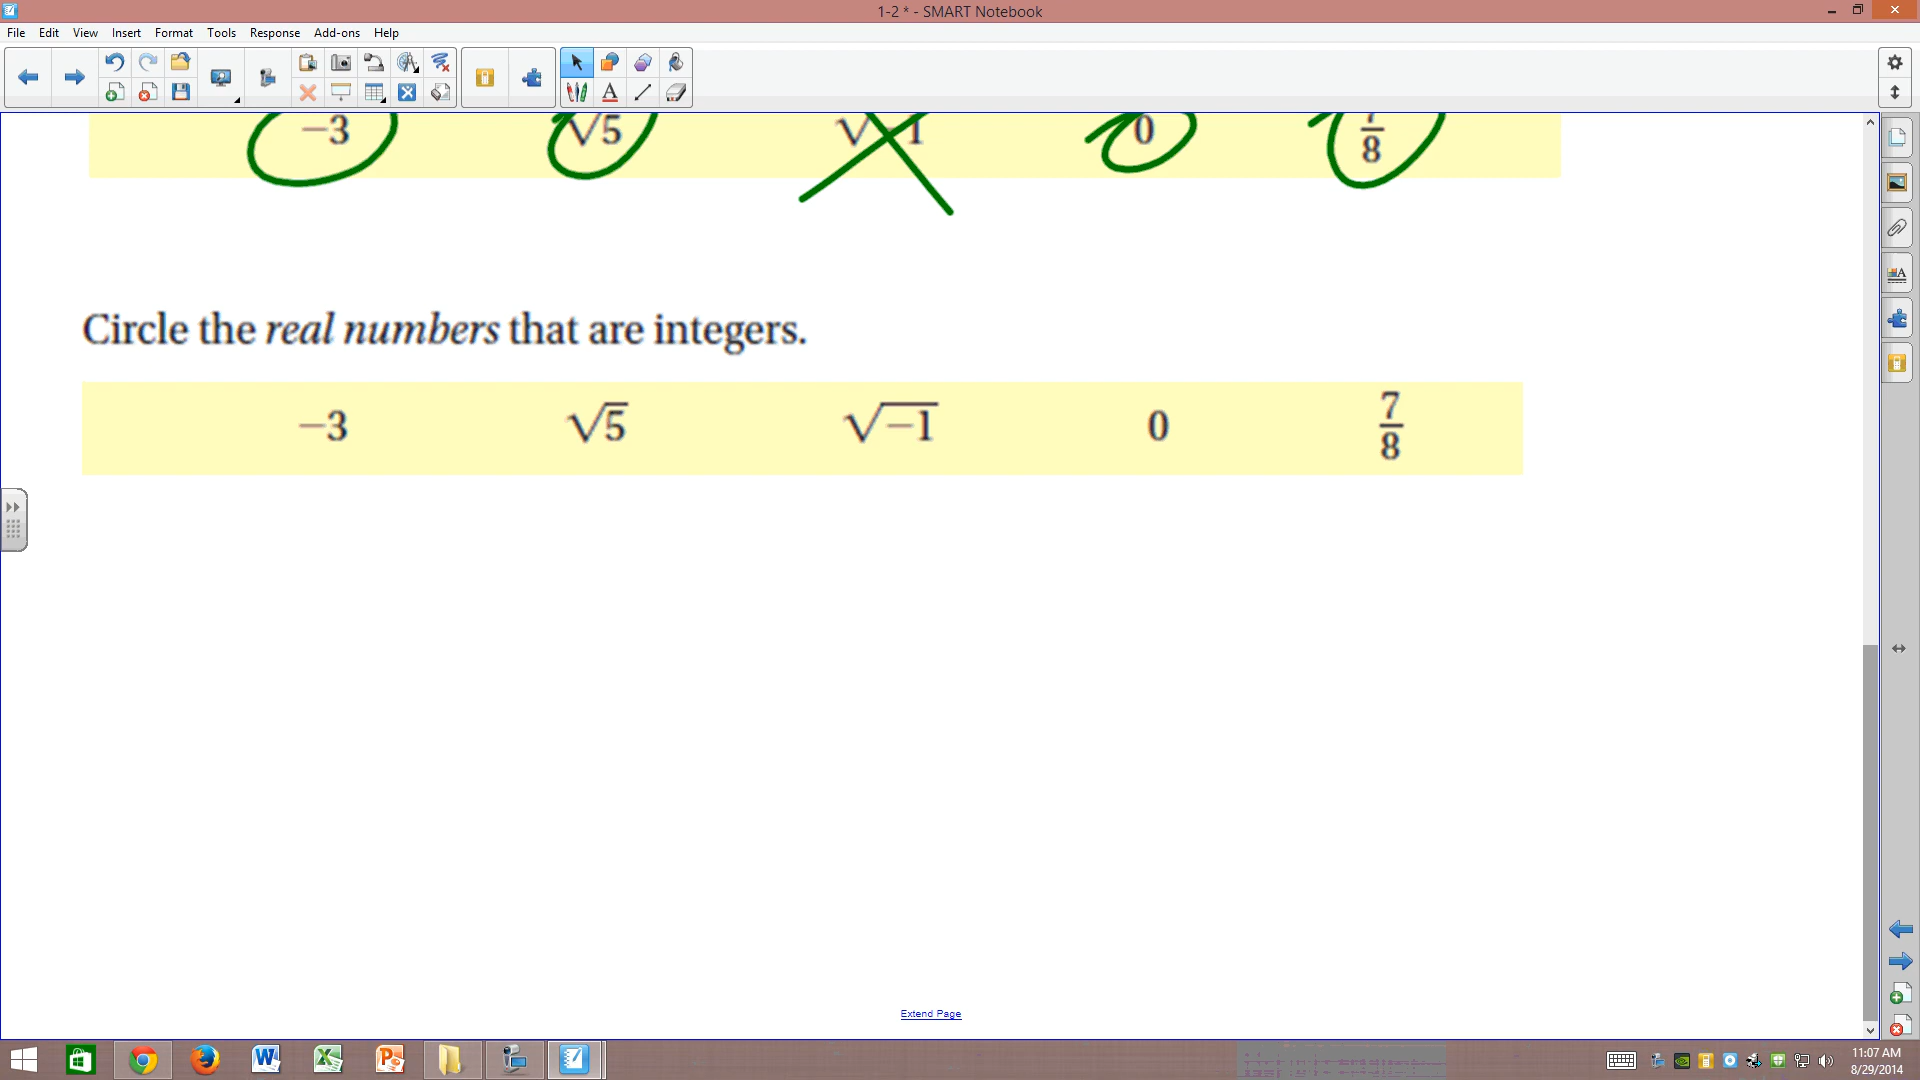 1-2 * - SMART Notebook
File Edit View Insert Format Tools Response Add-ons Help
−3 √5 √−1 0 7/8
Circle the real numbers that are integers.
−3 √5 √−1 0 7/8
Extend Page
11:07 AM
8/29/2014